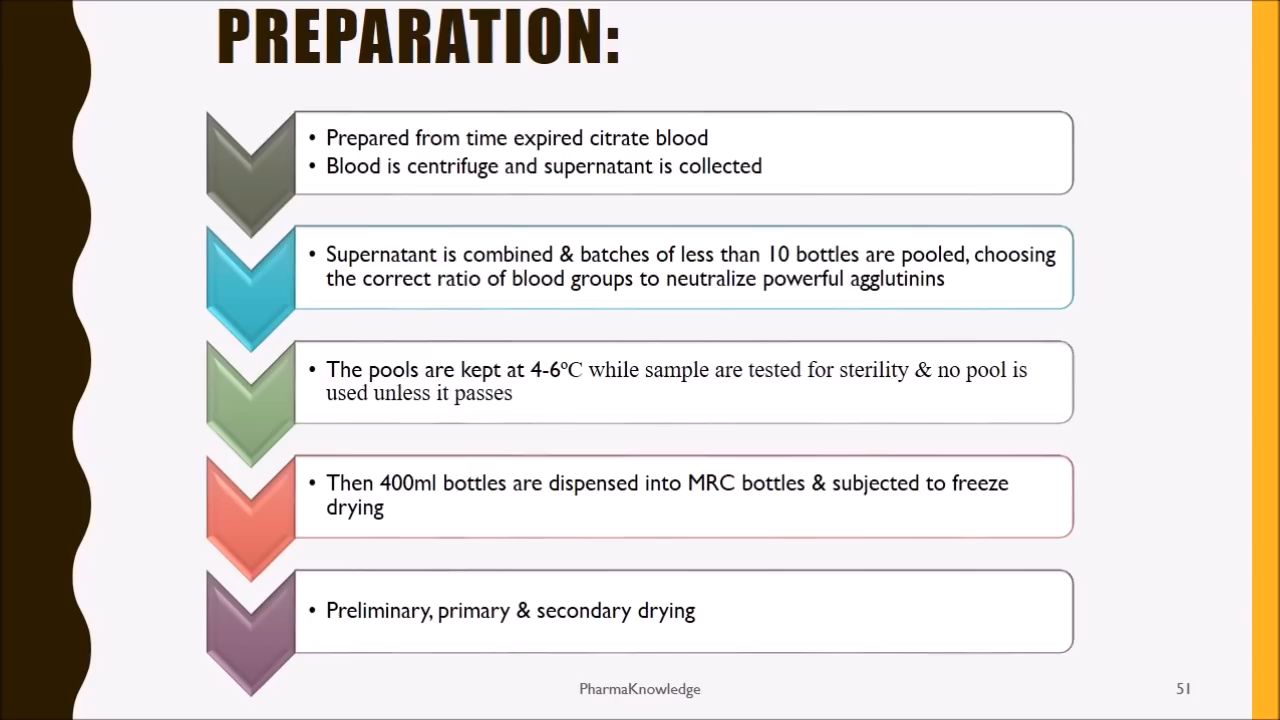 PREPARATION:
• Prepared from time expired citrate blood
• Blood is centrifuge and supernatant is collected
• Supernatant is combined & batches of less than 10 bottles are pooled, choosing
the correct ratio of blood groups to neutralize powerful agglutinins
• The pools are kept at 4-6ºC while sample are tested for sterility & no pool is
used unless it passes
• Then 400ml bottles are dispensed into MRC bottles & subjected to freeze
drying
• Preliminary, primary & secondary drying
PharmaKnowledge
51